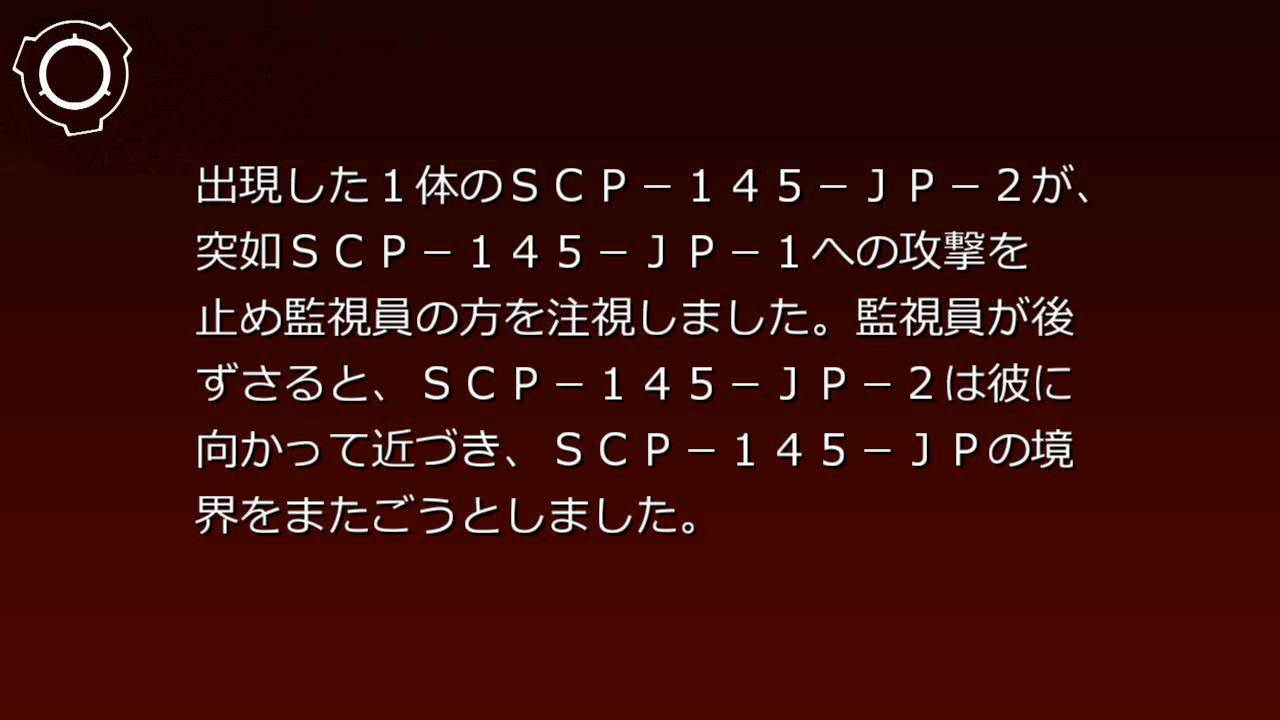 出現した１体のＳＣＰ－１４５－ＪＰ－２が、
突如ＳＣＰ－１４５－ＪＰ－１への攻撃を
止め監視員の方を注視しました。監視員が後
ずさると、ＳＣＰ－１４５－ＪＰ－２は彼に
向かって近づき、ＳＣＰ－１４５－ＪＰの境
界をまたごうとしました。